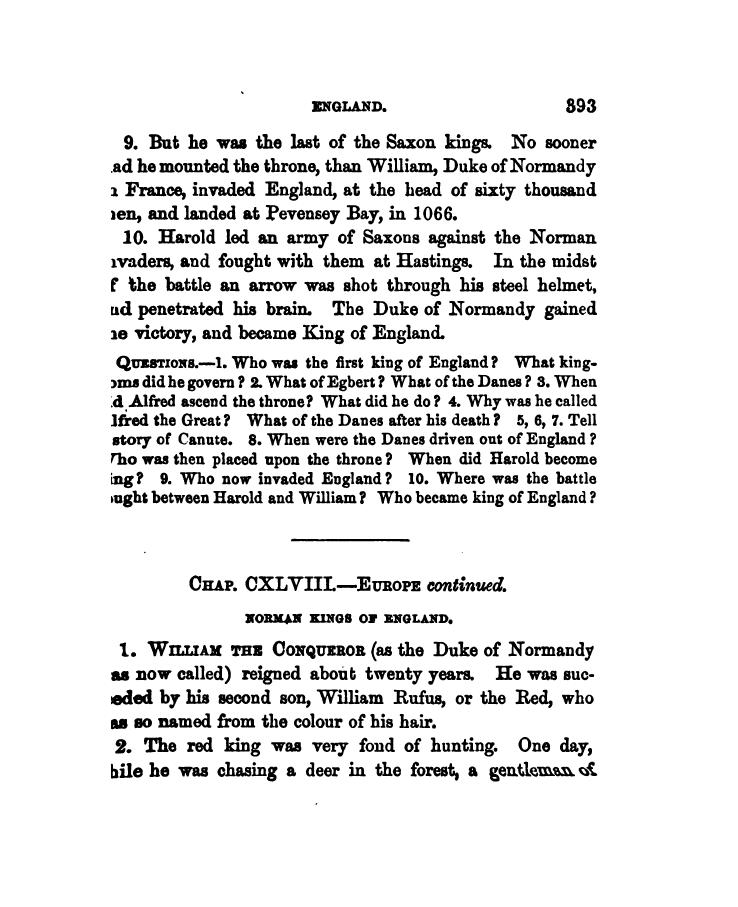 ENGLAND. 393
9. But he was the last of the Saxon kings. No sooner
ad he mounted the throne, than William, Duke of Normandy
n France, invaded England, at the head of sixty thousand
en, and landed at Pevensey Bay, in 1066.
10. Harold led an army of Saxons against the Norman
nvaders, and fought with them at Hastings. In the midst
f the battle an arrow was shot through his steel helmet,
nd penetrated his brain. The Duke of Normandy gained
he victory, and became King of England.
QUESTIONS.—1. Who was the first king of England? What king-
oms did he govern? 2. What of Egbert? What of the Danes? 3. When
d Alfred ascend the throne? What did he do? 4. Why was he called
lfred the Great? What of the Danes after his death? 5, 6, 7. Tell
story of Canute. 8. When were the Danes driven out of England?
Who was then placed upon the throne? When did Harold become
ing? 9. Who now invaded England? 10. Where was the battle
ught between Harold and William? Who became king of England?
CHAP. CXLVIII.—EUROPE continued.
NORMAN KINGS OF ENGLAND.
1. WILLIAM THE CONQUEROR (as the Duke of Normandy
as now called) reigned about twenty years. He was suc-
eded by his second son, William Rufus, or the Red, who
as so named from the colour of his hair.
2. The red king was very fond of hunting. One day,
hile he was chasing a deer in the forest, a gentleman of